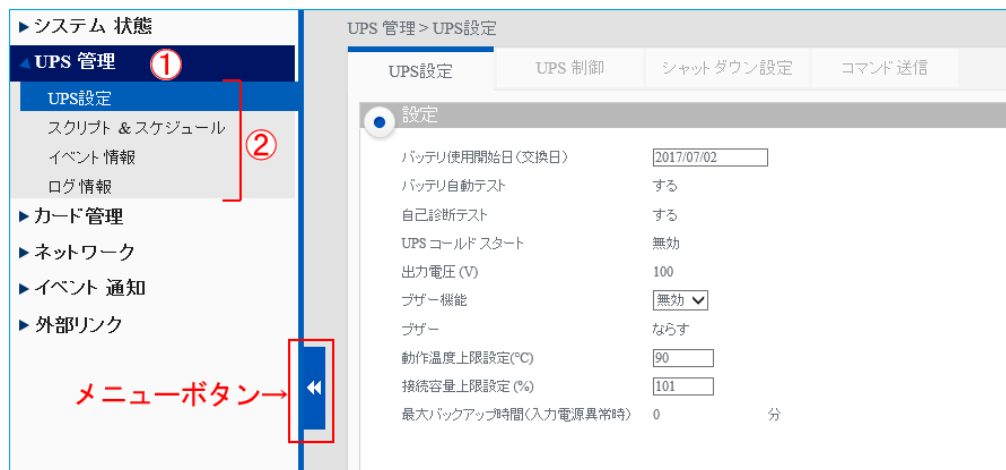 システム 状態
UPS 管理 ①
UPS設定
スクリプト & スケジュール
イベント情報
ログ情報
②
カード管理
ネットワーク
イベント 通知
外部リンク
メニューボタン→
UPS 管理 > UPS設定
UPS設定 UPS 制御 シャットダウン設定 コマンド送信
設定
バッテリ使用開始日(交換日) 2017/07/02
バッテリ自動テスト する
自己診断テスト する
UPS コールド スタート 無効
出力電圧 (V) 100
ブザー機能 無効
ブザー ならす
動作温度上限設定(℃) 90
接続容量上限設定 (%) 101
最大バックアップ時間(入力電源異常時) 0 分